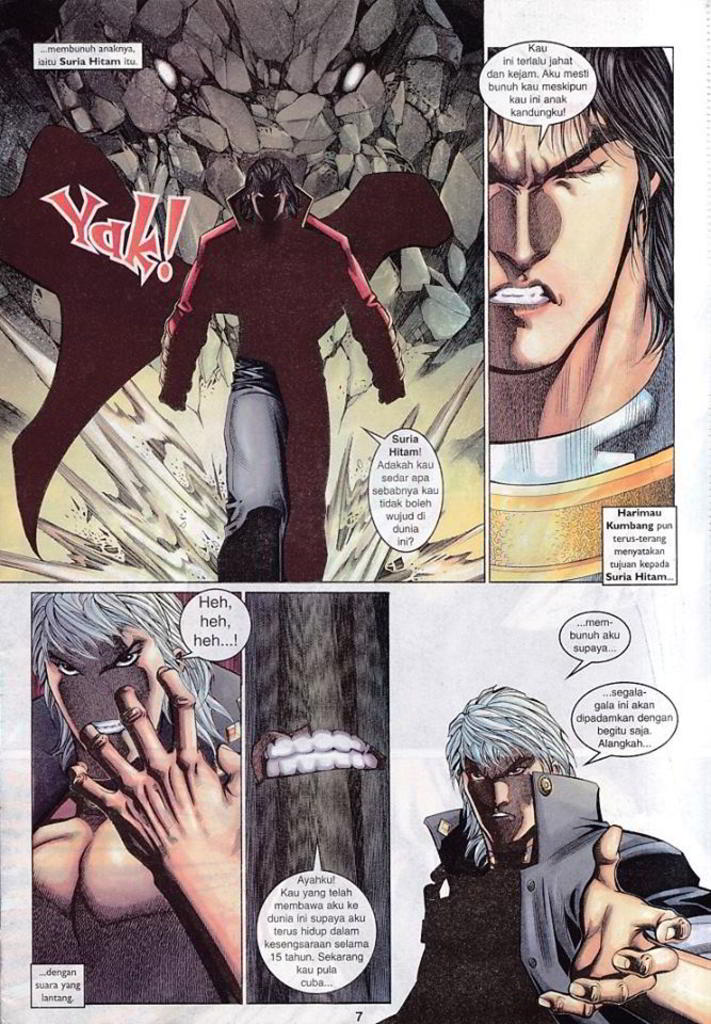 ...membunuh anaknya,
iaitu Suria Hitam itu.
Yak!
Suria
Hitam!
Adakah kau
sedar apa
sebabnya kau
tidak boleh
wujud di
dunia
ini?
Kau
ini terlalu jahat
dan kejam. Aku mesti
bunuh kau meskipun
kau ini anak
kandungku!
Harimau
Kumbang pun
terus-terang
menyatakan
tujuan kepada
Suria Hitam...
Heh,
heh,
heh...!
...dengan
suara yang
lantang.
Ayahku!
Kau yang telah
membawa aku ke
dunia ini supaya aku
terus hidup dalam
kesengsaraan selama
15 tahun. Sekarang
kau pula
cuba...
...mem-
bunuh aku
supaya...
...segala-
gala ini akan
dipadamkan dengan
begitu saja.
Alangkah...
7